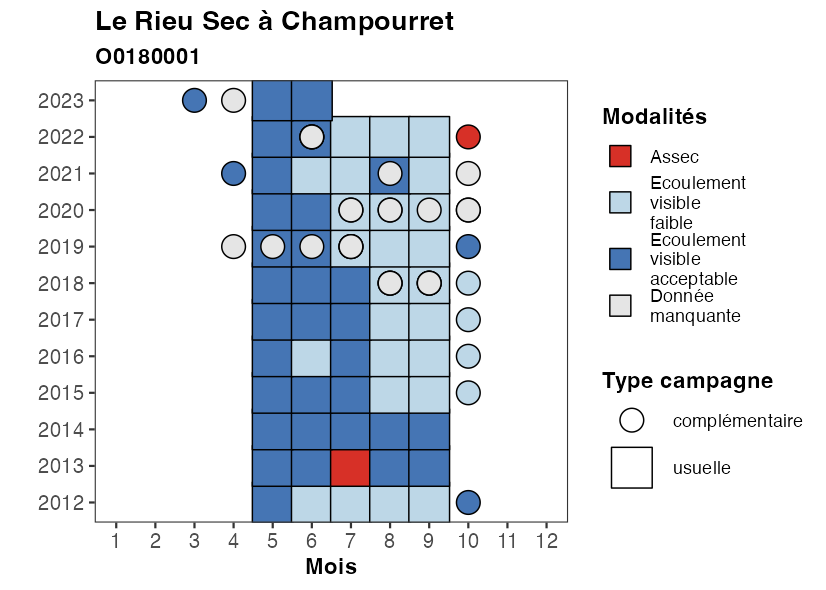 Le Rieu Sec à Champourret
O0180001
2023
2022
2021
2020
2019
2018
2017
2016
2015
2014
2013
2012
1 2 3 4 5 6 7 8 9 10 11 12
Mois
Modalités
Assec
Ecoulement
visible
faible
Ecoulement
visible
acceptable
Donnée
manquante
Type campagne
complémentaire
usuelle